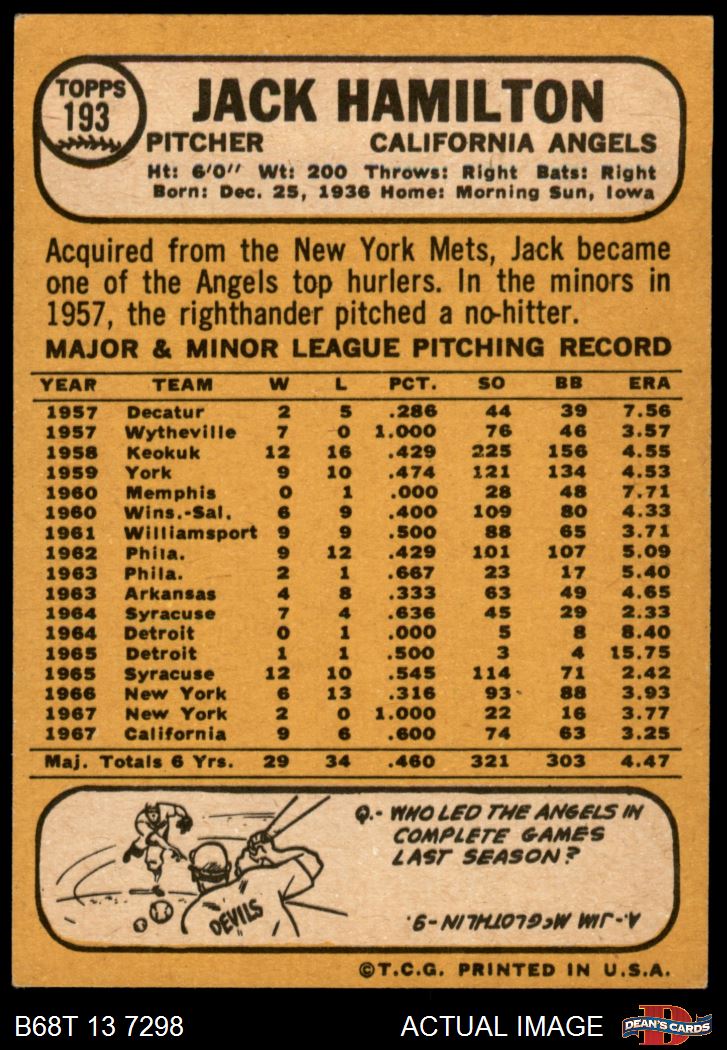 TOPPS
193
JACK HAMILTON
PITCHER CALIFORNIA ANGELS
Ht: 6'0" Wt: 200 Throws: Right Bats: Right
Born: Dec. 25, 1936 Home: Morning Sun, Iowa
Acquired from the New York Mets, Jack became
one of the Angels top hurlers. In the minors in
1957, the righthander pitched a no-hitter.
MAJOR & MINOR LEAGUE PITCHING RECORD
YEAR TEAM W L PCT. SO BB ERA
1957 Decatur 2 5 .286 44 39 7.56
1957 Wytheville 7 0 1.000 76 46 3.57
1958 Keokuk 12 16 .429 225 156 4.55
1959 York 9 10 .474 121 134 4.53
1960 Memphis 0 1 .000 28 48 7.71
1960 Wins.-Sal. 6 9 .400 109 80 4.33
1961 Williamsport 9 9 .500 88 65 3.71
1962 Phila. 9 12 .429 101 107 5.09
1963 Phila. 2 1 .667 23 17 5.40
1963 Arkansas 4 8 .333 63 49 4.65
1964 Syracuse 7 4 .636 45 29 2.33
1964 Detroit 0 1 .000 5 8 8.40
1965 Detroit 1 1 .500 3 4 15.75
1965 Syracuse 12 10 .545 114 71 2.42
1966 New York 6 13 .316 93 88 3.93
1967 New York 2 0 1.000 22 16 3.77
1967 California 9 6 .600 74 63 3.25
Maj. Totals 6 Yrs. 29 34 .460 321 303 4.47
DEVILS
Q.- WHO LED THE ANGELS IN
COMPLETE GAMES
LAST SEASON?
A.- JIM McGLOTHLIN - 9.
©T.C.G. PRINTED IN U.S.A.
B68T 13 7298 ACTUAL IMAGE
D
DEAN'S CARDS